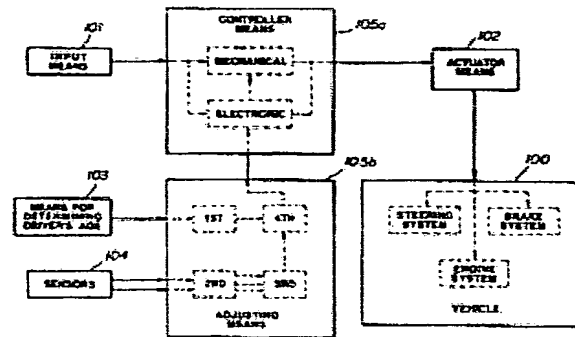 101
INPUT
MEANS
CONTROLLER
MEANS
105a
MECHANICAL
ELECTRONIC
102
ACTUATOR
MEANS
103
MEANS FOR
DETERMINING
DRIVER'S AGE
105b
1ST
4TH
104
SENSORS
2ND
3RD
ADJUSTING
MEANS
100
STEERING
SYSTEM
BRAKE
SYSTEM
ENGINE
SYSTEM
VEHICLE